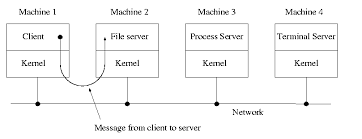 Machine 1 Machine 2 Machine 3 Machine 4
Client File server Process Server Terminal Server
Kernel Kernel Kernel Kernel
Network
Message from client to server